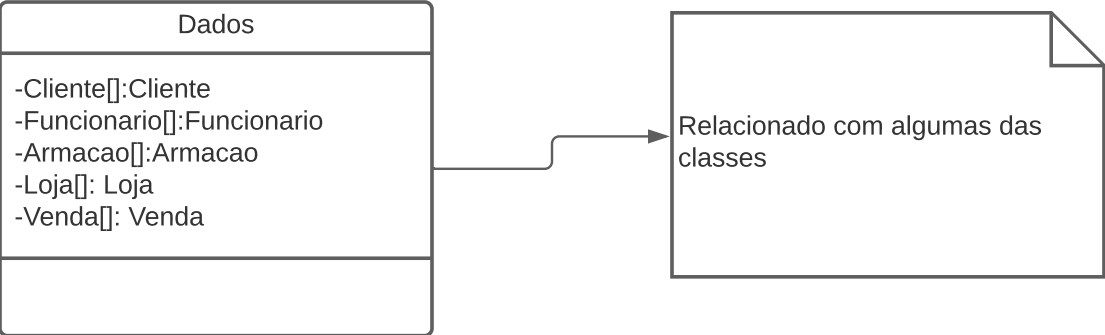 Dados
-Cliente[]:Cliente
-Funcionario[]:Funcionario
-Armacao[]:Armacao
-Loja[]: Loja
-Venda[]: Venda
Relacionado com algumas das
classes